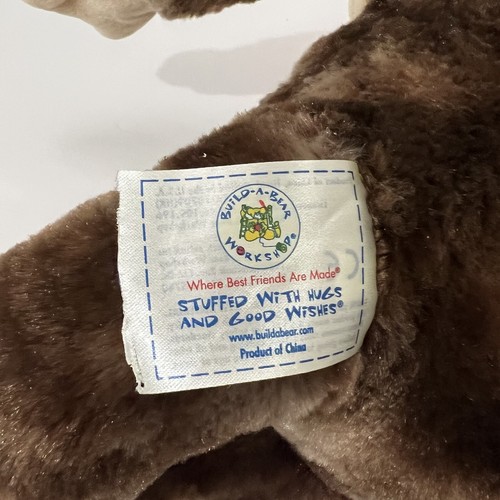 BUILD-A-BEAR
WORKSHOP®
Where Best Friends Are Made®
STUFFED WITH HUGS
AND GOOD WISHES®
www.buildabear.com
Product of China